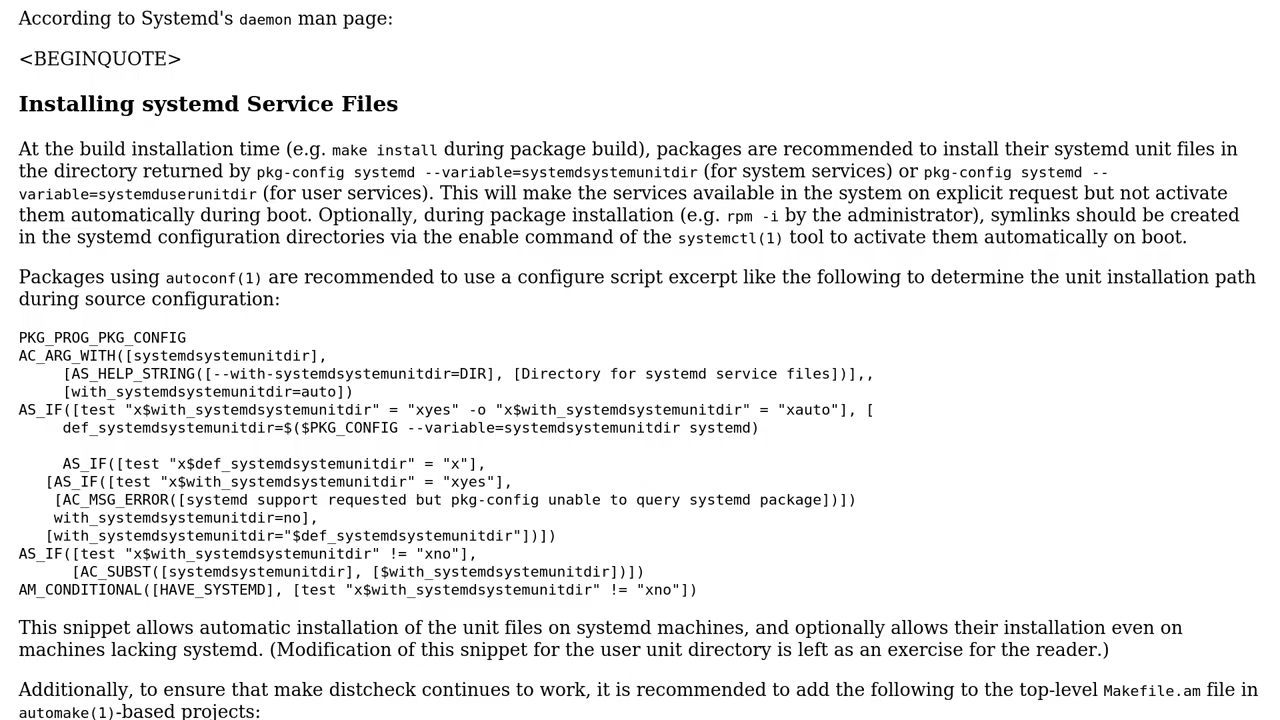 According to Systemd's daemon man page:
<BEGINQUOTE>
Installing systemd Service Files
At the build installation time (e.g. make install during package build), packages are recommended to install their systemd unit files in
the directory returned by pkg-config systemd --variable=systemdsystemunitdir (for system services) or pkg-config systemd --
variable=systemduserunitdir (for user services). This will make the services available in the system on explicit request but not activate
them automatically during boot. Optionally, during package installation (e.g. rpm -i by the administrator), symlinks should be created
in the systemd configuration directories via the enable command of the systemctl(1) tool to activate them automatically on boot.
Packages using autoconf(1) are recommended to use a configure script excerpt like the following to determine the unit installation path
during source configuration:
PKG_PROG_PKG_CONFIG
AC_ARG_WITH([systemdsystemunitdir],
     [AS_HELP_STRING([--with-systemdsystemunitdir=DIR], [Directory for systemd service files])],,
     [with_systemdsystemunitdir=auto])
AS_IF([test "x$with_systemdsystemunitdir" = "xyes" -o "x$with_systemdsystemunitdir" = "xauto"], [
     def_systemdsystemunitdir=$($PKG_CONFIG --variable=systemdsystemunitdir systemd)
     AS_IF([test "x$def_systemdsystemunitdir" = "x"],
   [AS_IF([test "x$with_systemdsystemunitdir" = "xyes"],
    [AC_MSG_ERROR([systemd support requested but pkg-config unable to query systemd package])])
    with_systemdsystemunitdir=no],
   [with_systemdsystemunitdir="$def_systemdsystemunitdir"])])
AS_IF([test "x$with_systemdsystemunitdir" != "xno"],
      [AC_SUBST([systemdsystemunitdir], [$with_systemdsystemunitdir])])
AM_CONDITIONAL([HAVE_SYSTEMD], [test "x$with_systemdsystemunitdir" != "xno"])
This snippet allows automatic installation of the unit files on systemd machines, and optionally allows their installation even on
machines lacking systemd. (Modification of this snippet for the user unit directory is left as an exercise for the reader.)
Additionally, to ensure that make distcheck continues to work, it is recommended to add the following to the top-level Makefile.am file in
automake(1)-based projects: